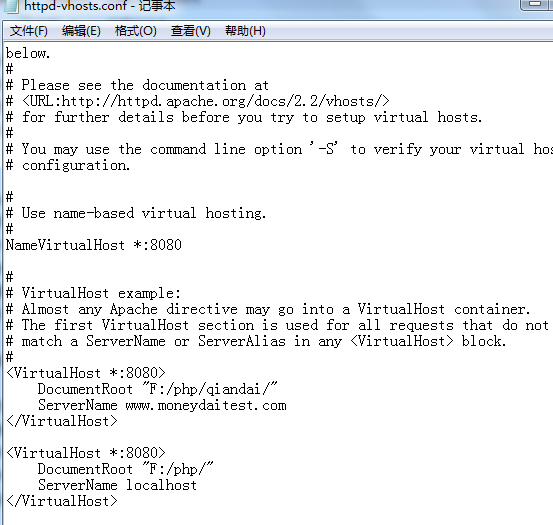 httpd-vhosts.conf - 记事本
文件(F) 编辑(E) 格式(O) 查看(V) 帮助(H)
below.
#
# Please see the documentation at
# <URL:http://httpd.apache.org/docs/2.2/vhosts/>
# for further details before you try to setup virtual hosts.
#
# You may use the command line option '-S' to verify your virtual hos
# configuration.
#
# Use name-based virtual hosting.
#
NameVirtualHost *:8080
#
# VirtualHost example:
# Almost any Apache directive may go into a VirtualHost container.
# The first VirtualHost section is used for all requests that do not
# match a ServerName or ServerAlias in any <VirtualHost> block.
#
<VirtualHost *:8080>
DocumentRoot "F:/php/qiandai/"
ServerName www.moneydaitest.com
</VirtualHost>
<VirtualHost *:8080>
DocumentRoot "F:/php/"
ServerName localhost
</VirtualHost>